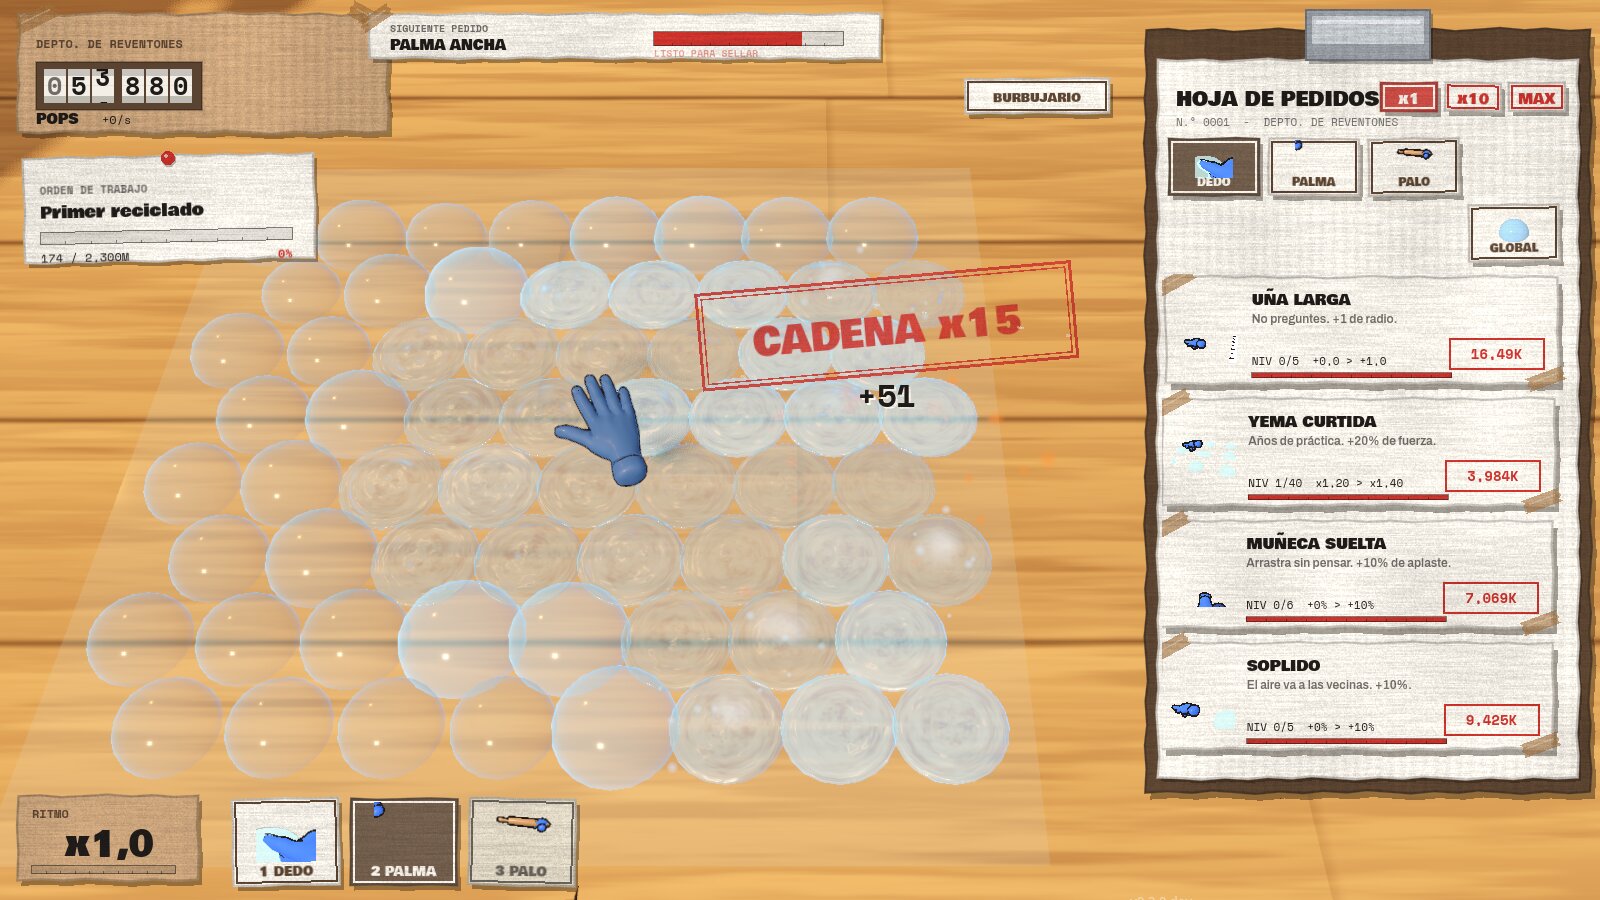 DEPTO. DE REVENTONES
053880
POPS +0/s
SIGUIENTE PEDIDO
PALMA ANCHA
LISTO PARA SELLAR
BURBUJARIO
ORDEN DE TRABAJO
Primer reciclado
0%
174 / 2,300M
CADENA x15
+51
HOJA DE PEDIDOS x1 x10 MAX
N.° 0001 - DEPTO. DE REVENTONES
DEDO PALMA PALO
GLOBAL
UÑA LARGA
No preguntes. +1 de radio.
NIV 0/5 +0,0 > +1,0
16,49K
YEMA CURTIDA
Años de práctica. +20% de fuerza.
NIV 1/40 x1,20 > x1,40
3,984K
MUÑECA SUELTA
Arrastra sin pensar. +10% de aplaste.
NIV 0/6 +0% > +10%
7,069K
SOPLIDO
El aire va a las vecinas. +10%.
NIV 0/5 +0% > +10%
9,425K
RITMO
x1,0
1 DEDO 2 PALMA 3 PALO